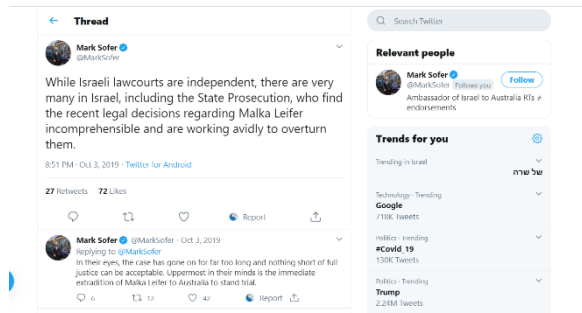 Thread
Search Twitter
Mark Sofer
@MarkSofer
While Israeli lawcourts are independent, there are very
many in Israel, including the State Prosecution, who find
the recent legal decisions regarding Malka Leifer
incomprehensible and are working avidly to overturn
them.
8:51 PM · Oct 3, 2019 · Twitter for Android
27 Retweets 72 Likes
Report
Mark Sofer @MarkSofer · Oct 3, 2019
Replying to @MarkSofer
In their eyes, the case has gone on for far too long and nothing short of full
justice can be acceptable. Uppermost in their minds is the immediate
extradition of Malka Leifer to Australia to stand trial.
6 12 42 Report
Relevant people
Mark Sofer
@MarkSofer Follows you
Follow
Ambassador of Israel to Australia RTs ≠
endorsements
Trends for you
Trending in Israel
של שרה
Technology · Trending
Google
718K Tweets
Politics · Trending
#Covid_19
130K Tweets
Politics · Trending
Trump
2.24M Tweets